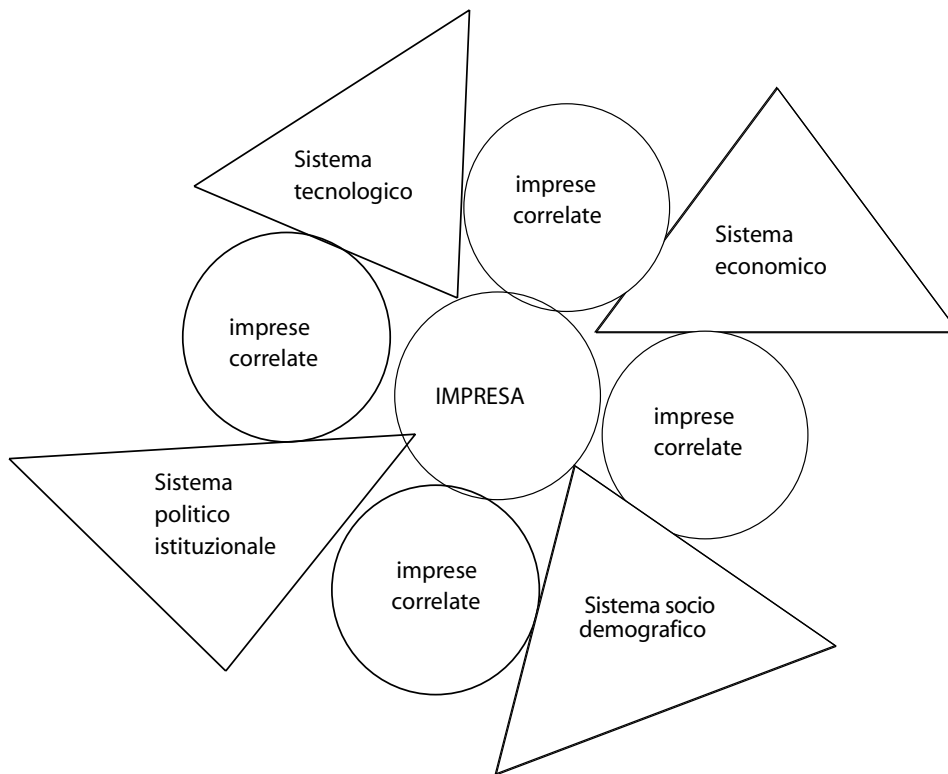 Sistema
tecnologico
imprese
correlate
Sistema
economico
imprese
correlate
IMPRESA
imprese
correlate
Sistema
politico
istituzionale
imprese
correlate
Sistema socio
demografico